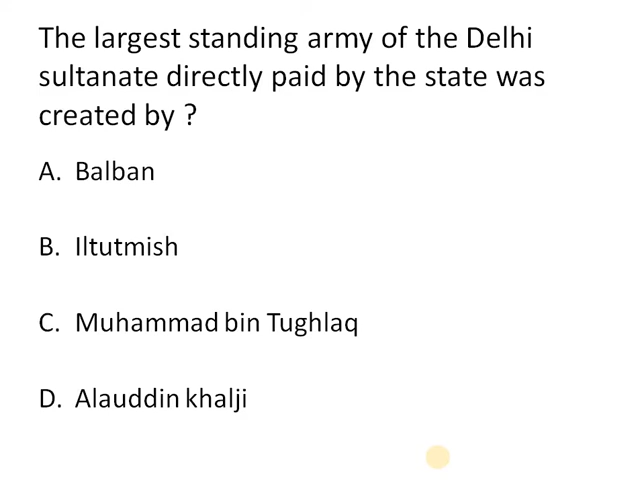 The largest standing army of the Delhi
sultanate directly paid by the state was
created by ?
A. Balban
B. Iltutmish
C. Muhammad bin Tughlaq
D. Alauddin khalji